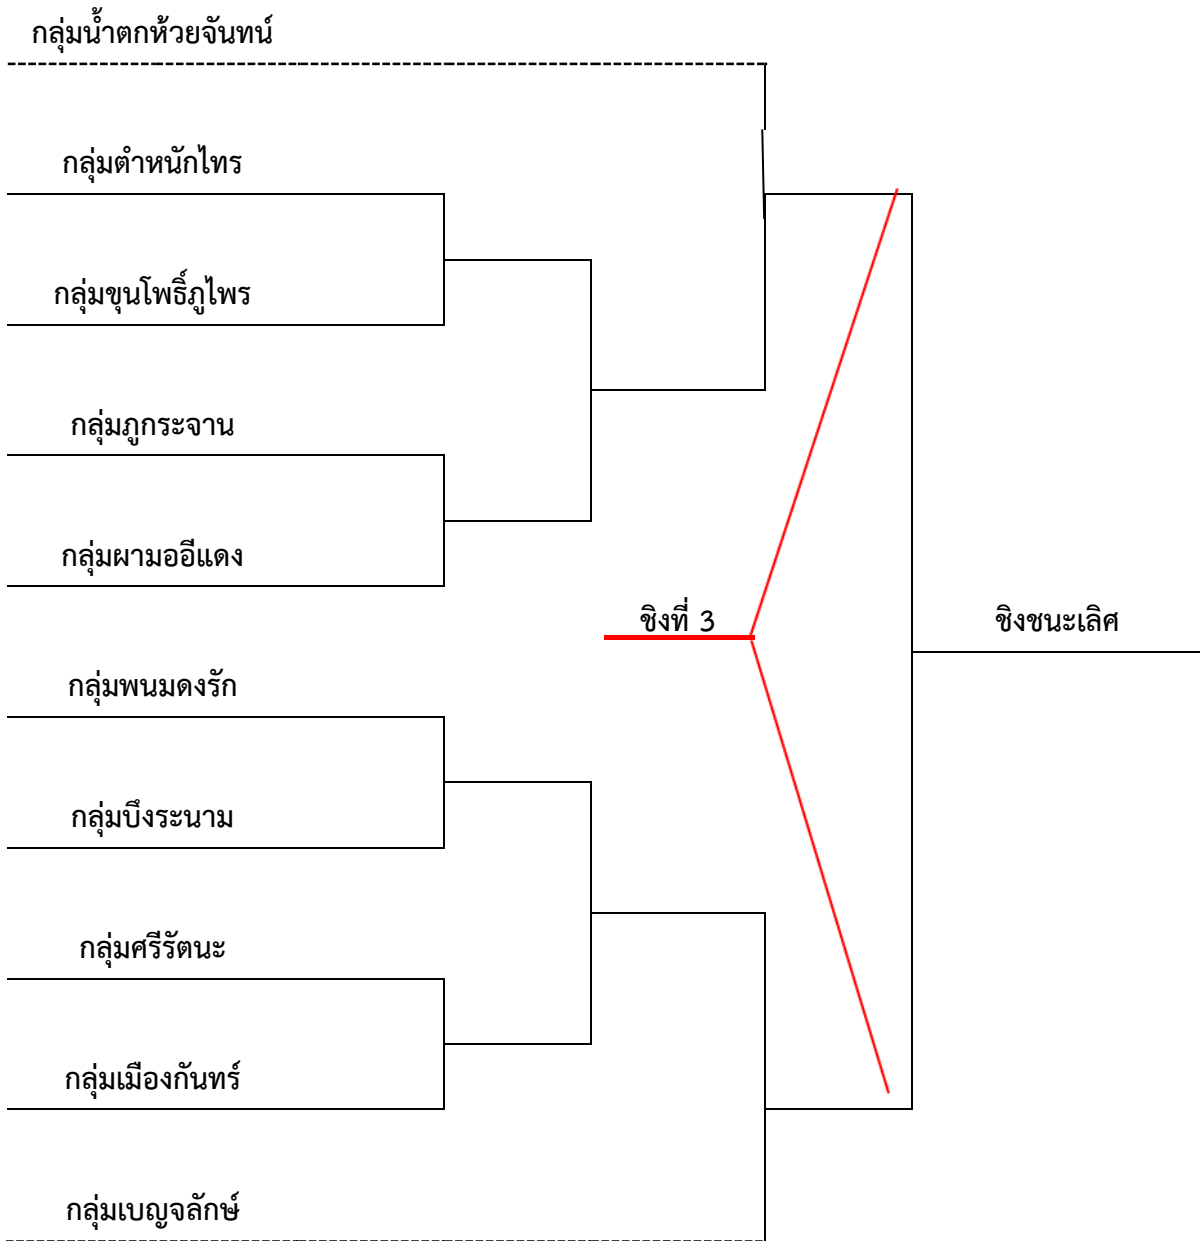 กลุ่มน้ำตกห้วยจันทน์
กลุ่มตำหนักไทร
กลุ่มขุนโพธิ์ภูไพร
กลุ่มภูกระจาน
กลุ่มผามออีแดง
ชิงที่ 3
ชิงชนะเลิศ
กลุ่มพนมดงรัก
กลุ่มบึงระนาม
กลุ่มศรีรัตนะ
กลุ่มเมืองกันทร์
กลุ่มเบญจลักษ์